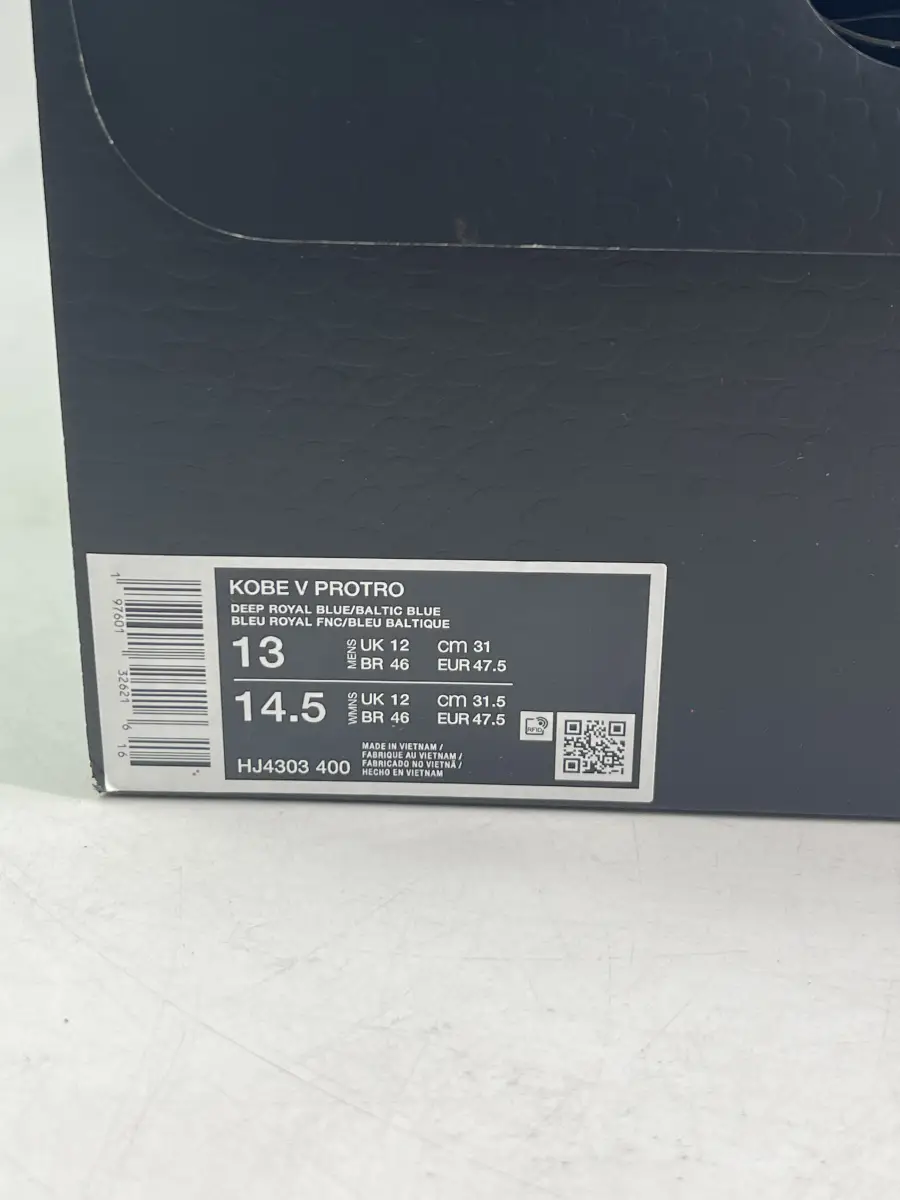 1 97601 32621 6 16
KOBE V PROTRO
DEEP ROYAL BLUE/BALTIC BLUE
BLEU ROYAL FNC/BLEU BALTIQUE
13 MENS UK 12 cm 31
BR 46 EUR 47.5
14.5 WMNS UK 12 cm 31.5
BR 46 EUR 47.5
RFID
HJ4303 400
MADE IN VIETNAM /
FABRIQUE AU VIETNAM /
FABRICADO NO VIETNÃ /
HECHO EN VIETNAM